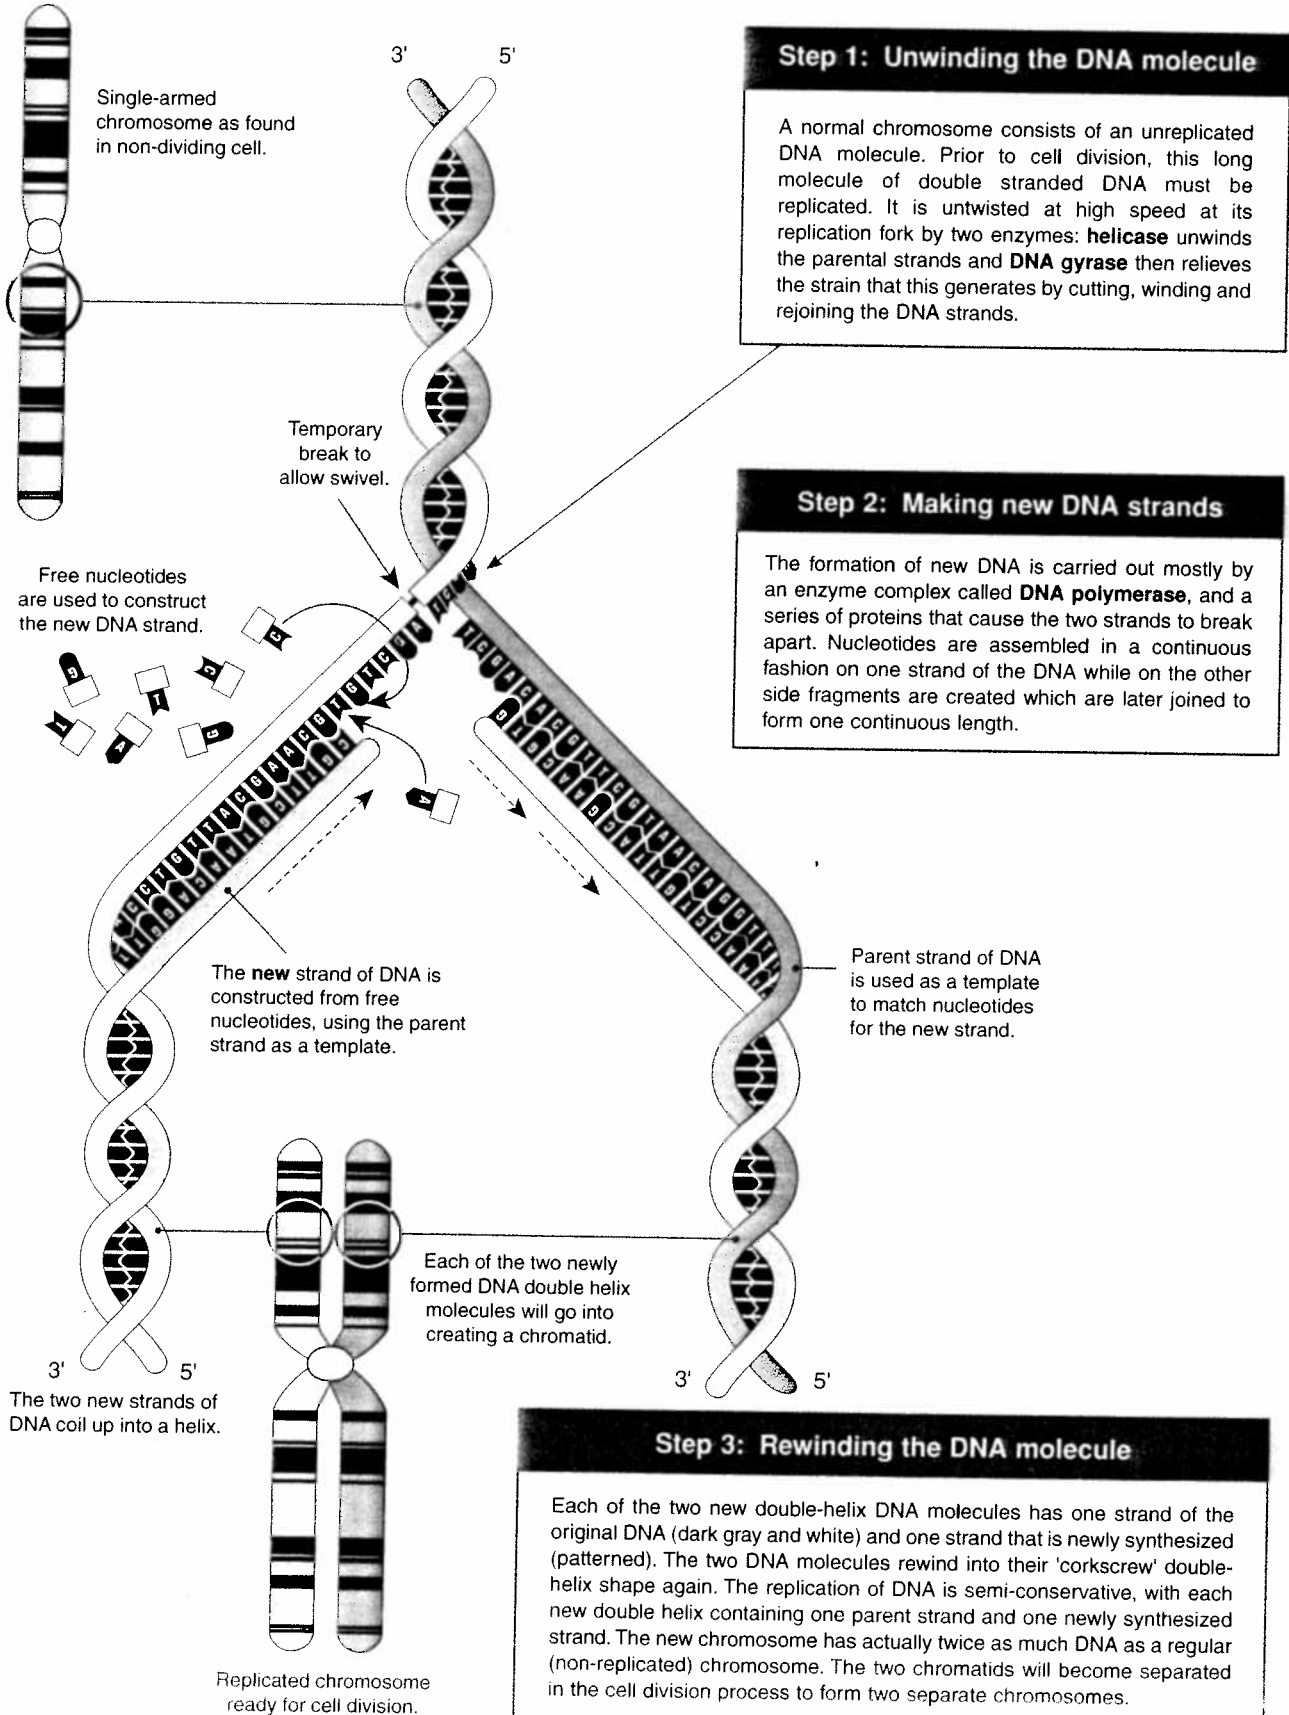 3'
5'
Single-armed
chromosome as found
in non-dividing cell.
Step 1: Unwinding the DNA molecule
A normal chromosome consists of an unreplicated
DNA molecule. Prior to cell division, this long
molecule of double stranded DNA must be
replicated. It is untwisted at high speed at its
replication fork by two enzymes: helicase unwinds
the parental strands and DNA gyrase then relieves
the strain that this generates by cutting, winding and
rejoining the DNA strands.
Temporary
break to
allow swivel.
Step 2: Making new DNA strands
The formation of new DNA is carried out mostly by
an enzyme complex called DNA polymerase, and a
series of proteins that cause the two strands to break
apart. Nucleotides are assembled in a continuous
fashion on one strand of the DNA while on the other
side fragments are created which are later joined to
form one continuous length.
Free nucleotides
are used to construct
the new DNA strand.
C
G
T
C
T
A
G
A
The new strand of DNA is
constructed from free
nucleotides, using the parent
strand as a template.
Parent strand of DNA
is used as a template
to match nucleotides
for the new strand.
Each of the two newly
formed DNA double helix
molecules will go into
creating a chromatid.
3'
5'
The two new strands of
DNA coil up into a helix.
3'
5'
Replicated chromosome
ready for cell division.
Step 3: Rewinding the DNA molecule
Each of the two new double-helix DNA molecules has one strand of the
original DNA (dark gray and white) and one strand that is newly synthesized
(patterned). The two DNA molecules rewind into their 'corkscrew' double-
helix shape again. The replication of DNA is semi-conservative, with each
new double helix containing one parent strand and one newly synthesized
strand. The new chromosome has actually twice as much DNA as a regular
(non-replicated) chromosome. The two chromatids will become separated
in the cell division process to form two separate chromosomes.